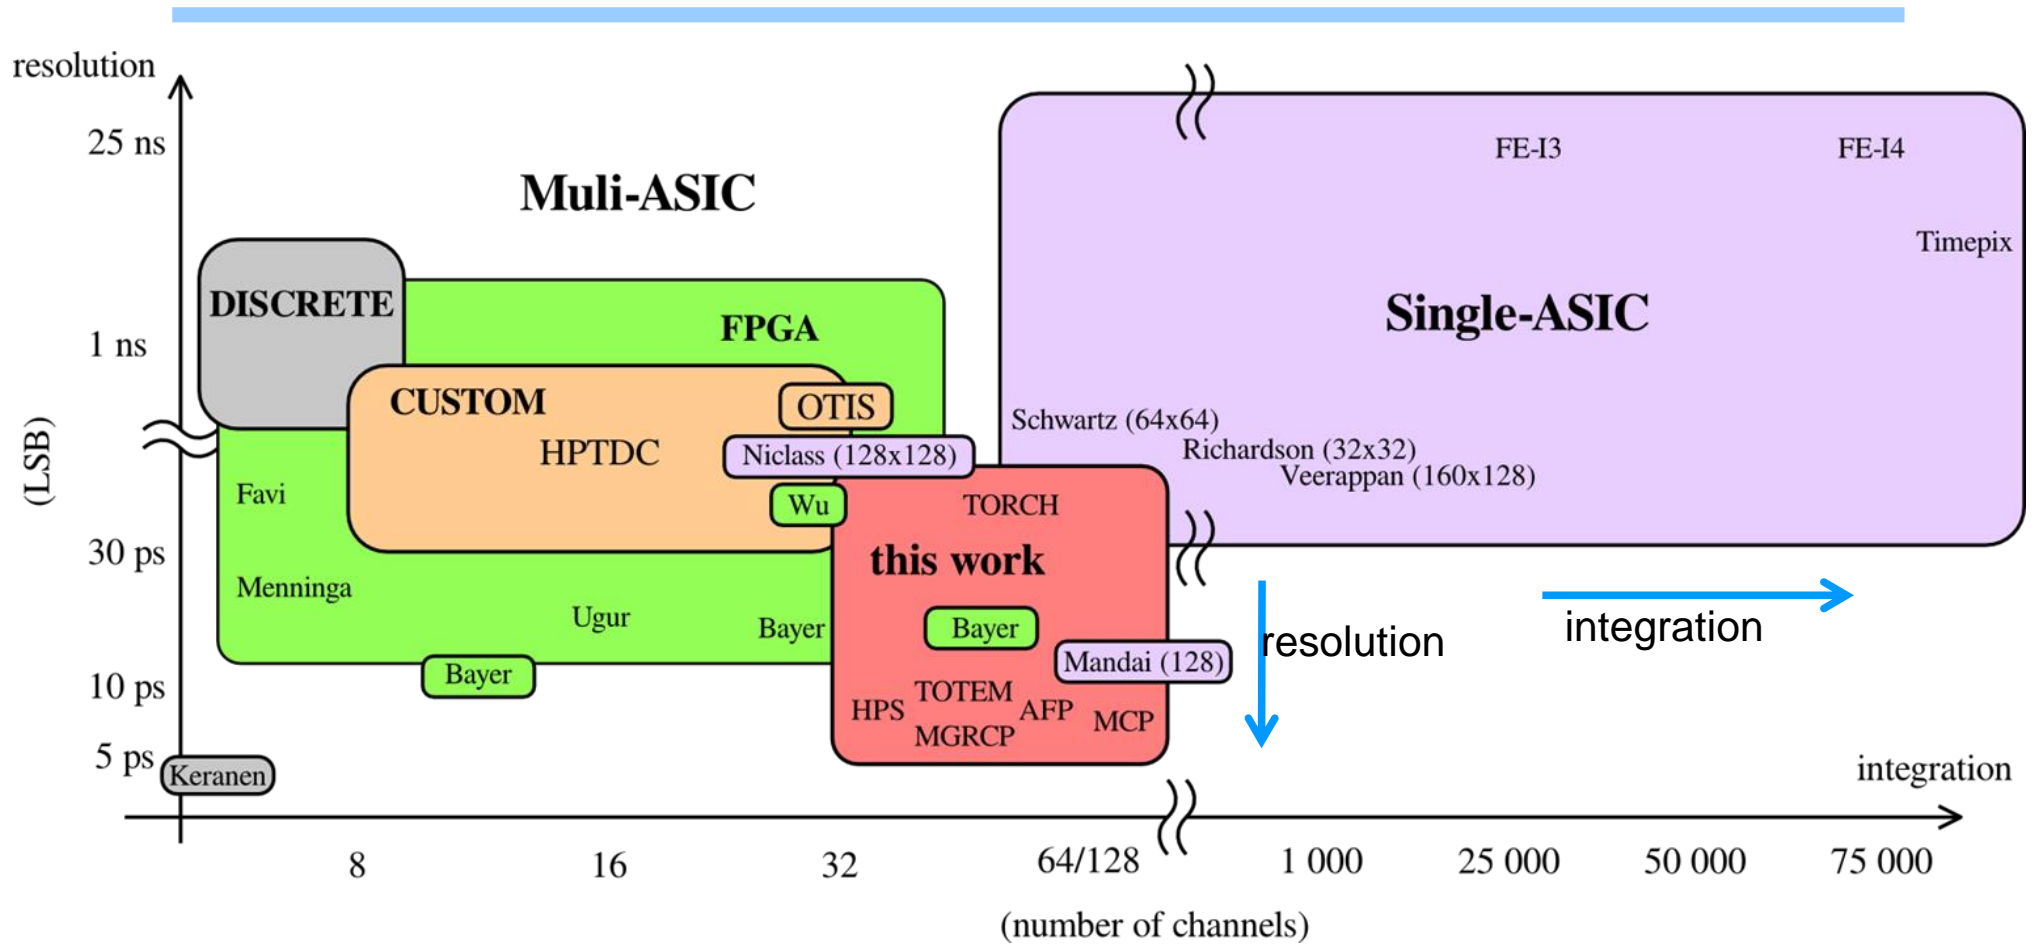 resolution
25 ns
FE-I3
FE-I4
Muli-ASIC
Timepix
DISCRETE
Single-ASIC
FPGA
1 ns
CUSTOM
OTIS
Schwartz (64x64)
HPTDC
Niclass (128x128)
Richardson (32x32)
(LSB)
Veerappan (160x128)
Favi
Wu
TORCH
30 ps
this work
Menninga
Ugur
Bayer
Bayer
resolution
integration
Mandai (128)
Bayer
10 ps
TOTEM
HPS
AFP
MCP
MGRCP
5 ps
Keranen
integration
8
16
32
64/128
1 000
25 000
50 000
75 000
(number of channels)